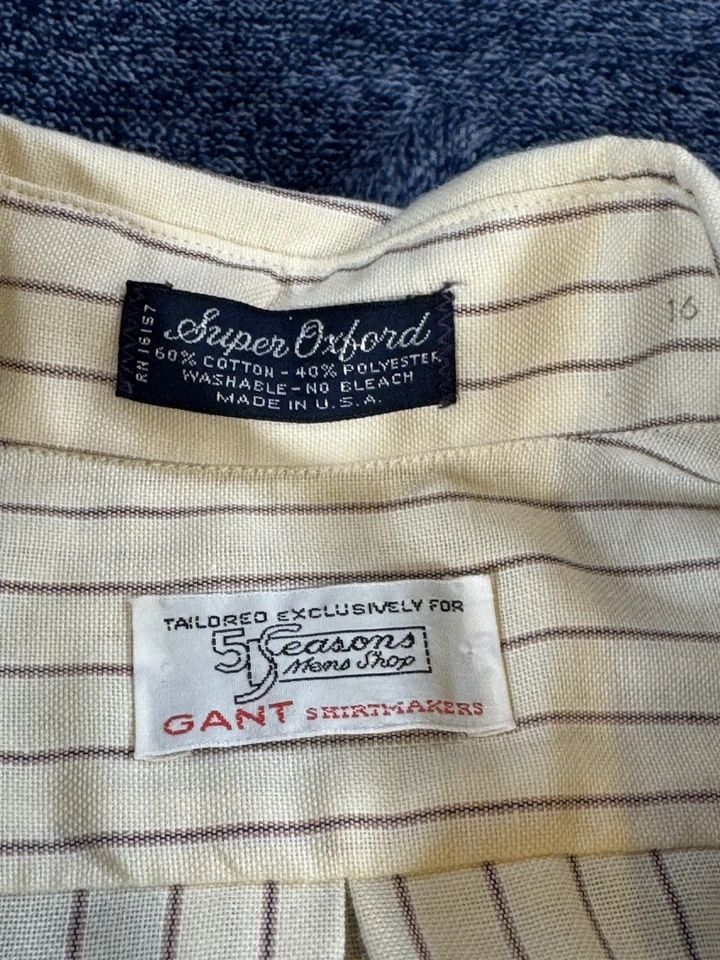 Super Oxford
60% COTTON - 40% POLYESTER
WASHABLE - NO BLEACH
MADE IN U.S.A.
RN 16157
16
TAILORED EXCLUSIVELY FOR
5 Seasons
Mens Shop
GANT SHIRTMAKERS